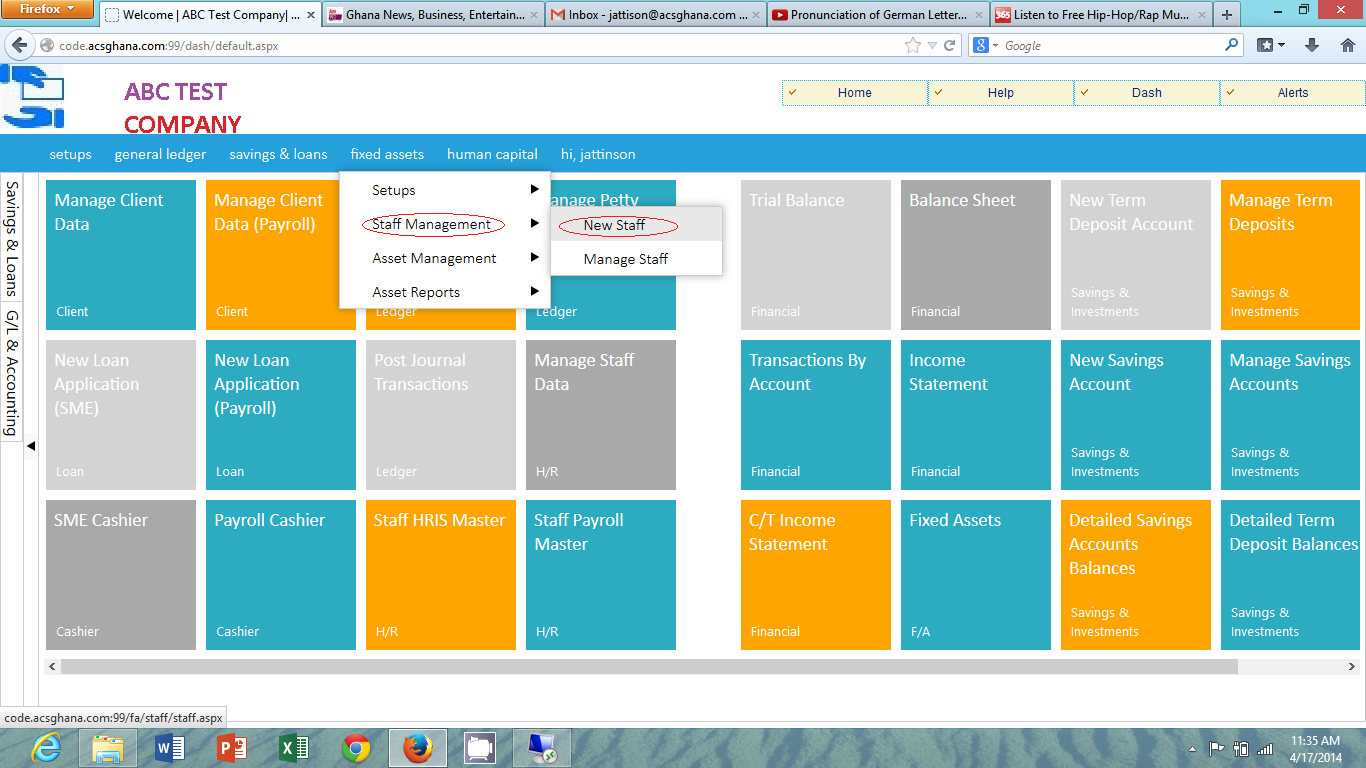 Firefox
Welcome | ABC Test Company| ...
Ghana News, Business, Entertain...
Inbox - jattison@acsghana.com ...
Pronunciation of German Letter...
Listen to Free Hip-Hop/Rap Mu...
code.acsghana.com:99/dash/default.aspx
Google
ABC TEST
COMPANY
Home
Help
Dash
Alerts
setups
general ledger
savings & loans
fixed assets
human capital
hi, jattinson
Savings & Loans
G/L & Accounting
Setups
Staff Management
Asset Management
Asset Reports
New Staff
Manage Staff
Manage Client
Data
Client
Manage Client
Data (Payroll)
Client
Ledger
anage Petty
Ledger
Trial Balance
Financial
Balance Sheet
Financial
New Term
Deposit Account
Savings &
Investments
Manage Term
Deposits
Savings &
Investments
New Loan
Application
(SME)
Loan
New Loan
Application
(Payroll)
Loan
Post Journal
Transactions
Ledger
Manage Staff
Data
H/R
Transactions By
Account
Financial
Income
Statement
Financial
New Savings
Account
Savings &
Investments
Manage Savings
Accounts
Savings &
Investments
SME Cashier
Cashier
Payroll Cashier
Cashier
Staff HRIS Master
H/R
Staff Payroll
Master
H/R
C/T Income
Statement
Financial
Fixed Assets
F/A
Detailed Savings
Accounts
Balances
Savings &
Investments
Detailed Term
Deposit Balances
Savings &
Investments
code.acsghana.com:99/fa/staff/staff.aspx
11:35 AM
4/17/2014